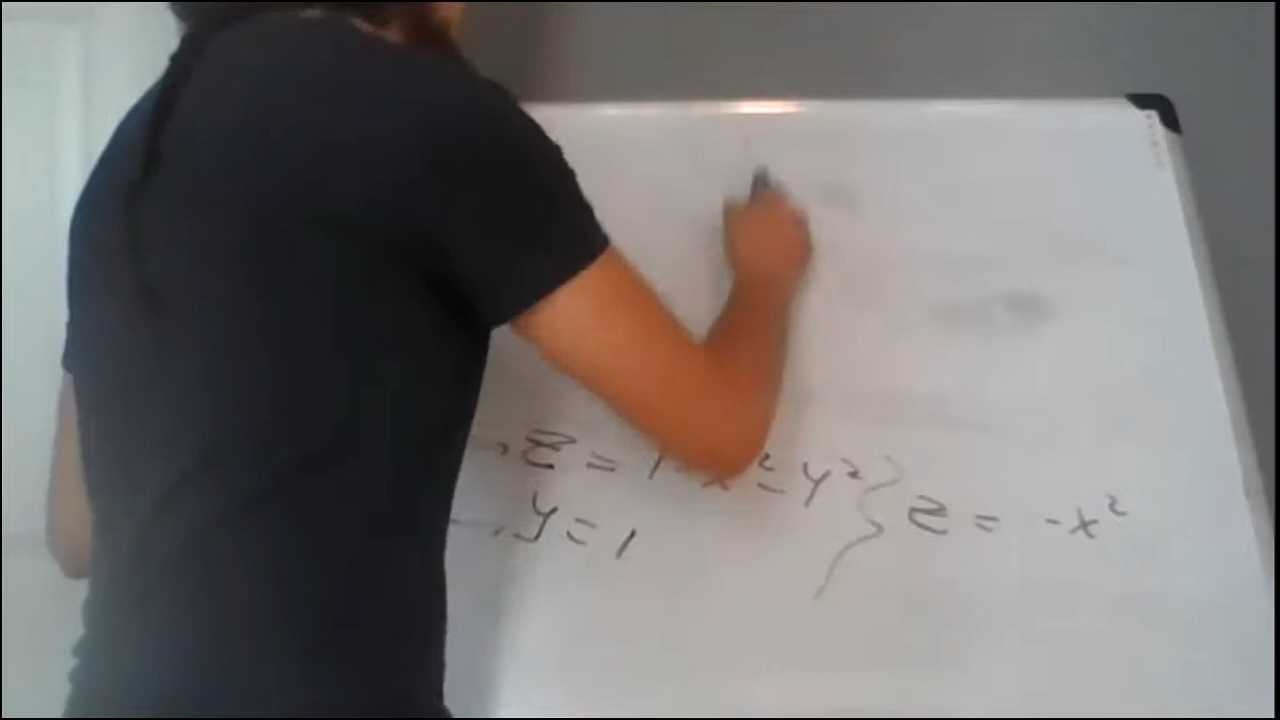 z = 1 - x² - y² } z = -x²
y = 1